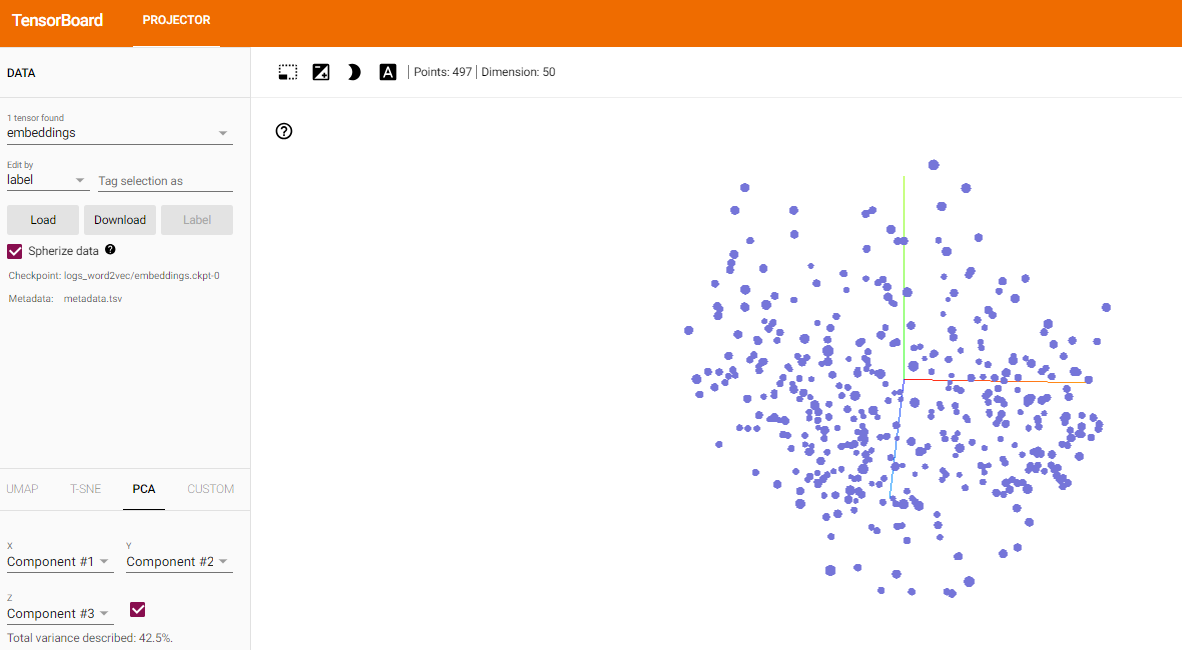 TensorBoard PROJECTOR
DATA
Points: 497 Dimension: 50
1 tensor found
embeddings
Edit by
label Tag selection as
Load Download Label
Spherize data
Checkpoint: logs_word2vec/embeddings.ckpt-0
Metadata: metadata.tsv
UMAP T-SNE PCA CUSTOM
X Y
Component #1 Component #2
Z
Component #3
Total variance described: 42.5%.